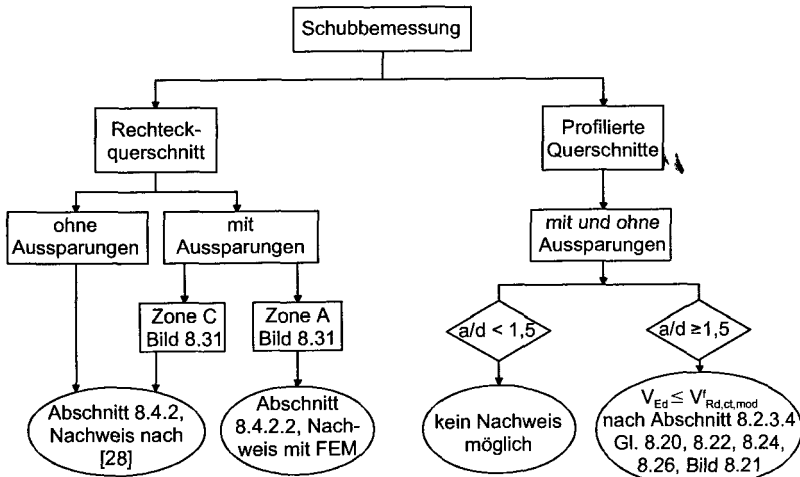 Schubbemessung
Rechteck-
querschnitt
Profilierte
Querschnitte
ohne
Aussparungen
mit
Aussparungen
mit und ohne
Aussparungen
Zone C
Bild 8.31
Zone A
Bild 8.31
a/d < 1,5
a/d ≥1,5
Abschnitt 8.4.2,
Nachweis nach
[28]
Abschnitt
8.4.2.2, Nach-
weis mit FEM
kein Nachweis
möglich
V_Ed ≤ V^f_Rd,ct,mod
nach Abschnitt 8.2.3.4
Gl. 8.20, 8.22, 8.24,
8.26, Bild 8.21